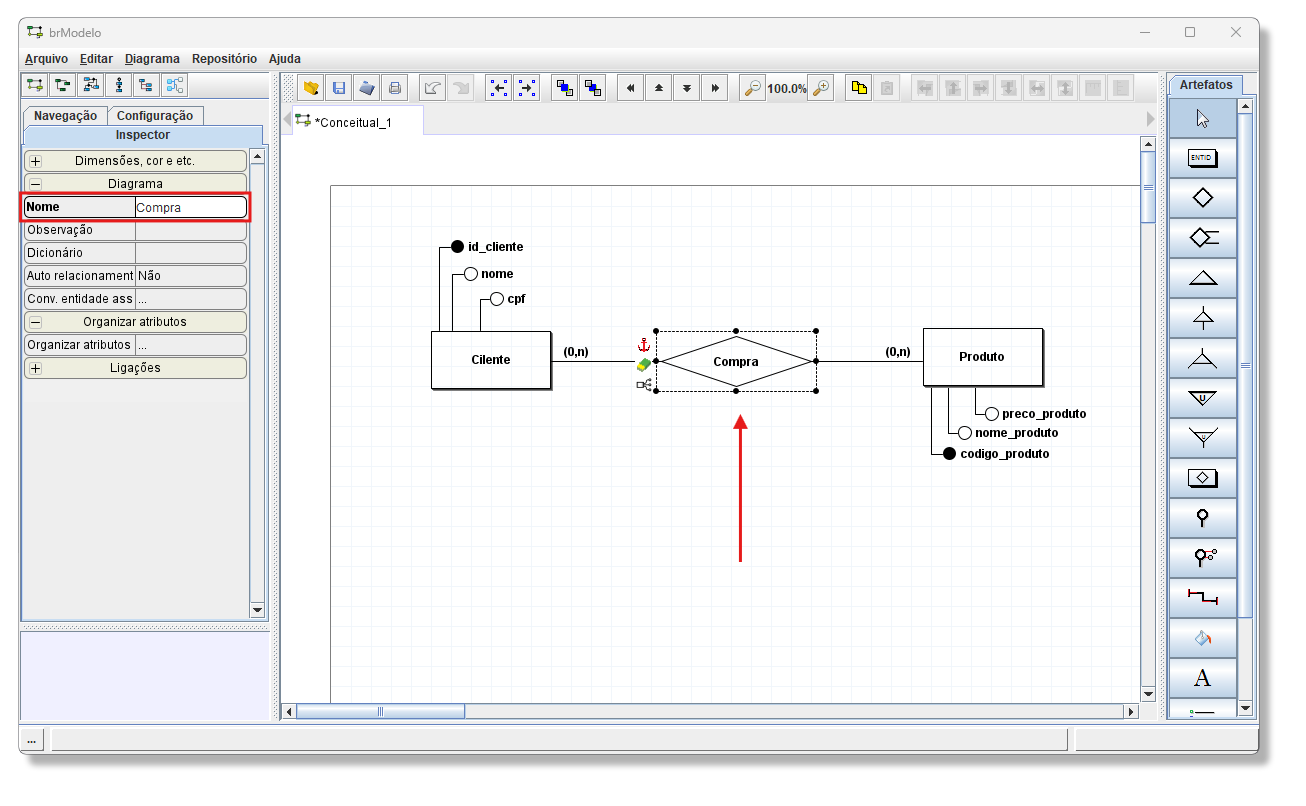 brModelo
Arquivo Editar Diagrama Repositório Ajuda
100.0%
Artefatos
Navegação Configuração
Inspector
*Conceitual_1
Dimensões, cor e etc.
Diagrama
Nome Compra
Observação
Dicionário
Auto relacionament Não
Conv. entidade ass ...
Organizar atributos
Organizar atributos ...
Ligações
ENTID
id_cliente
nome
cpf
Cilente
(0,n)
Compra
(0,n)
Produto
preco_produto
nome_produto
codigo_produto
U
U
A
...